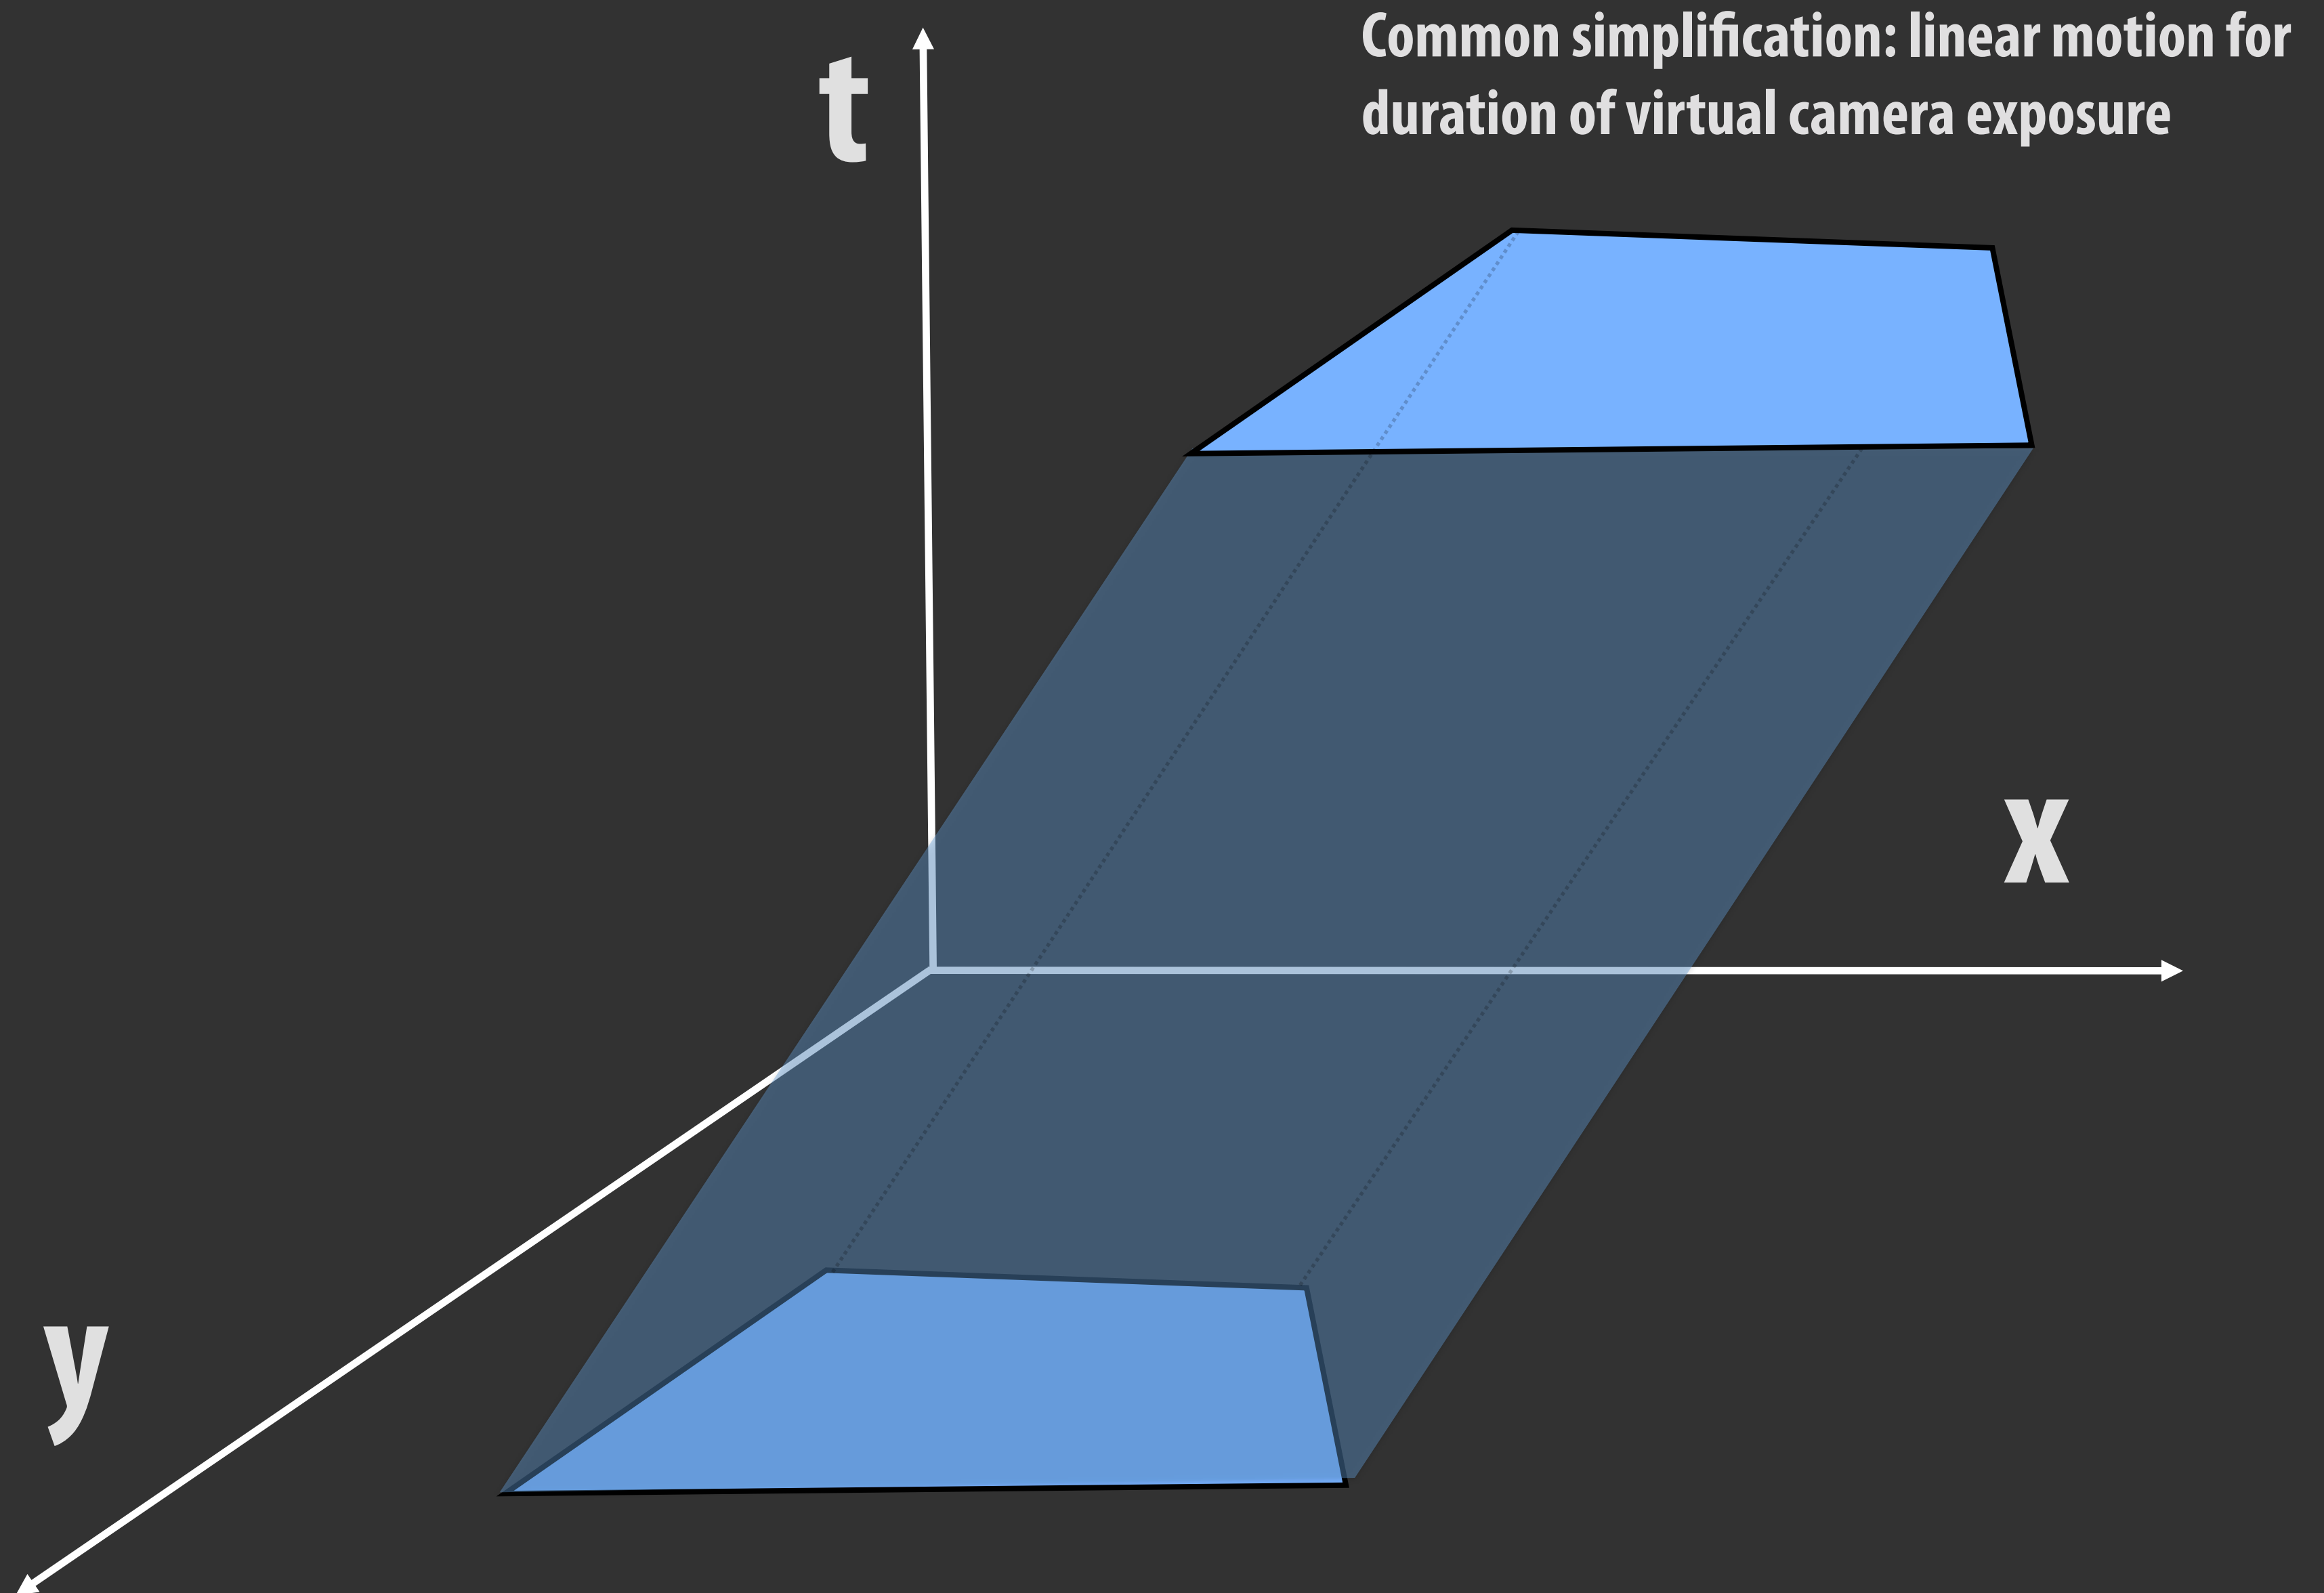 Common simplification: linear motion for
duration of virtual camera exposure
t
x
y